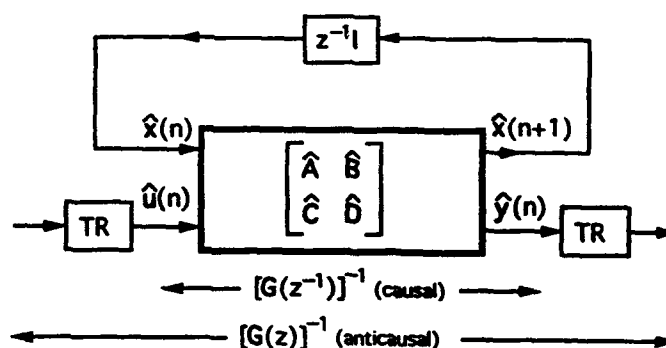 z⁻¹I
x̂(n)
x̂(n+1)
Â B̂
Ĉ D̂
û(n)
ŷ(n)
TR
TR
[G(z⁻¹)]⁻¹ (causal)
[G(z)]⁻¹ (anticausal)